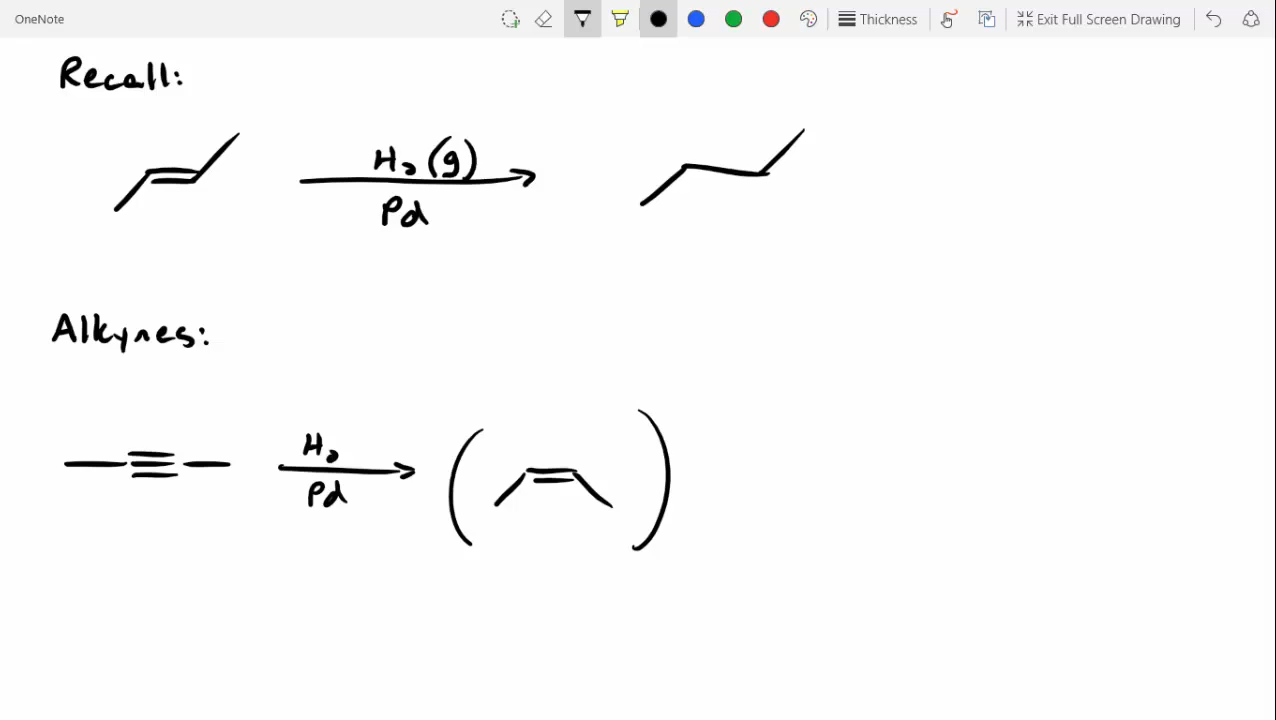 OneNote
Thickness
Exit Full Screen Drawing
Recall:
H₂ (g)
Pd
Alkynes:
H₂
Pd